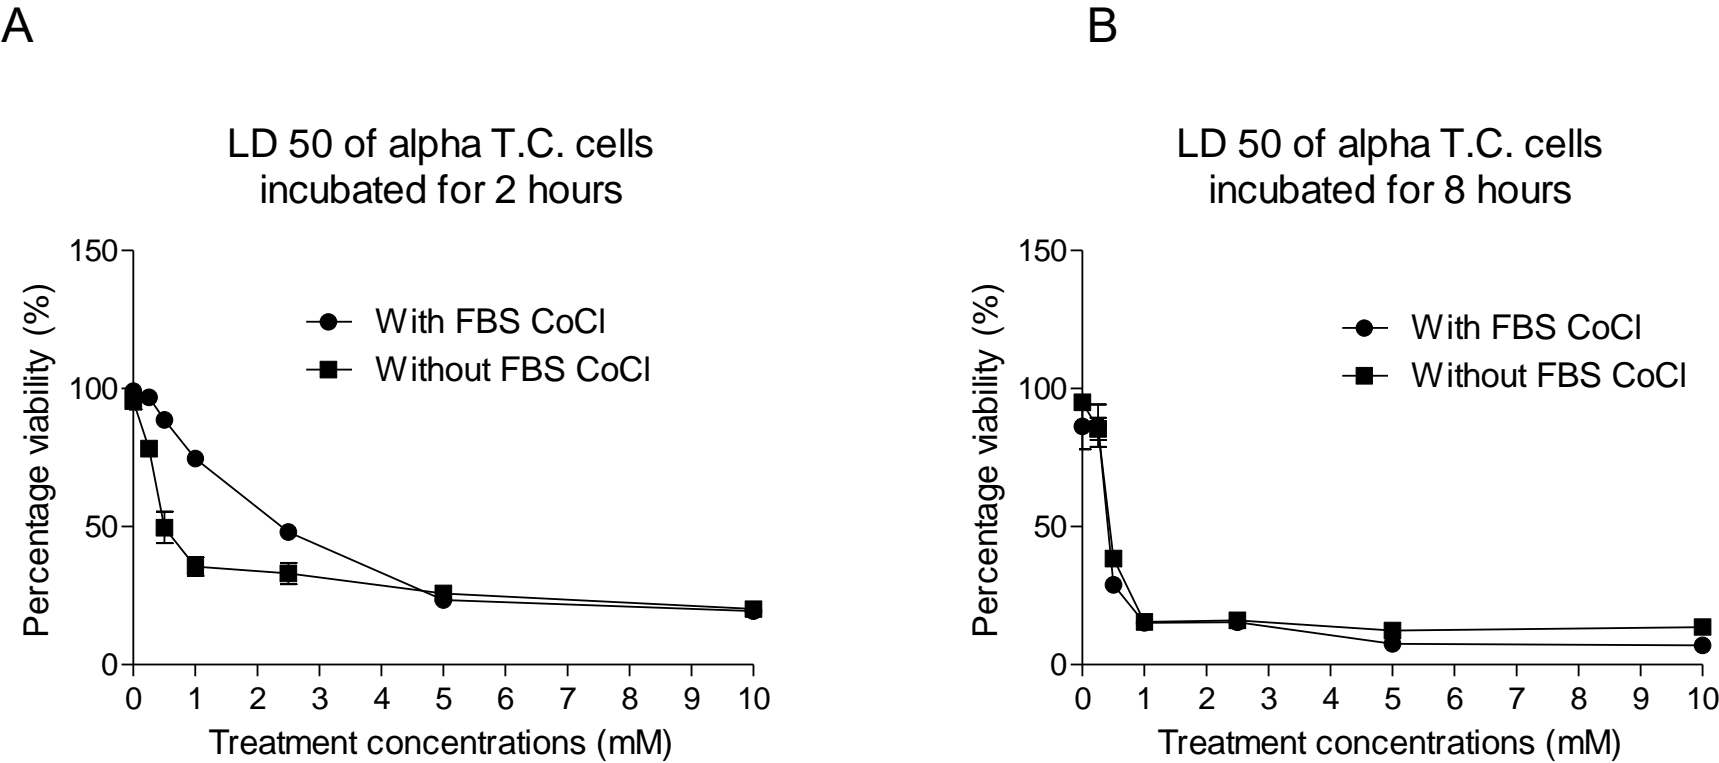 A
LD 50 of alpha T.C. cells
incubated for 2 hours
150
100
50
0
Percentage viability (%)
With FBS CoCl
Without FBS CoCl
0 1 2 3 4 5 6 7 8 9 10
Treatment concentrations (mM)
B
LD 50 of alpha T.C. cells
incubated for 8 hours
150
100
50
0
Percentage viability (%)
With FBS CoCl
Without FBS CoCl
0 1 2 3 4 5 6 7 8 9 10
Treatment concentrations (mM)